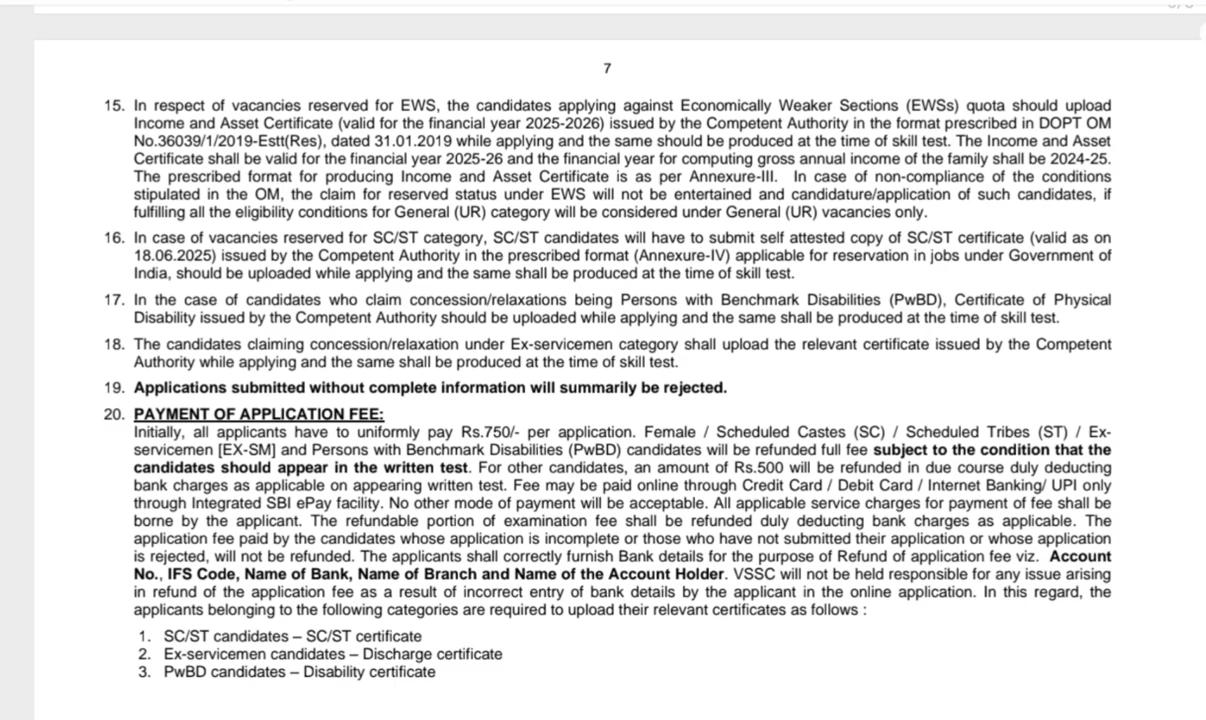 7
15. In respect of vacancies reserved for EWS, the candidates applying against Economically Weaker Sections (EWSs) quota should upload
Income and Asset Certificate (valid for the financial year 2025-2026) issued by the Competent Authority in the format prescribed in DOPT OM
No.36039/1/2019-Estt(Res), dated 31.01.2019 while applying and the same should be produced at the time of skill test. The Income and Asset
Certificate shall be valid for the financial year 2025-26 and the financial year for computing gross annual income of the family shall be 2024-25.
The prescribed format for producing Income and Asset Certificate is as per Annexure-III. In case of non-compliance of the conditions
stipulated in the OM, the claim for reserved status under EWS will not be entertained and candidature/application of such candidates, if
fulfilling all the eligibility conditions for General (UR) category will be considered under General (UR) vacancies only.
16. In case of vacancies reserved for SC/ST category, SC/ST candidates will have to submit self attested copy of SC/ST certificate (valid as on
18.06.2025) issued by the Competent Authority in the prescribed format (Annexure-IV) applicable for reservation in jobs under Government of
India, should be uploaded while applying and the same shall be produced at the time of skill test.
17. In the case of candidates who claim concession/relaxations being Persons with Benchmark Disabilities (PwBD), Certificate of Physical
Disability issued by the Competent Authority should be uploaded while applying and the same shall be produced at the time of skill test.
18. The candidates claiming concession/relaxation under Ex-servicemen category shall upload the relevant certificate issued by the Competent
Authority while applying and the same shall be produced at the time of skill test.
19. Applications submitted without complete information will summarily be rejected.
20. PAYMENT OF APPLICATION FEE:
Initially, all applicants have to uniformly pay Rs.750/- per application. Female / Scheduled Castes (SC) / Scheduled Tribes (ST) / Ex-
servicemen [EX-SM] and Persons with Benchmark Disabilities (PwBD) candidates will be refunded full fee subject to the condition that the
candidates should appear in the written test. For other candidates, an amount of Rs.500 will be refunded in due course duly deducting
bank charges as applicable on appearing written test. Fee may be paid online through Credit Card / Debit Card / Internet Banking/ UPI only
through Integrated SBI ePay facility. No other mode of payment will be acceptable. All applicable service charges for payment of fee shall be
borne by the applicant. The refundable portion of examination fee shall be refunded duly deducting bank charges as applicable. The
application fee paid by the candidates whose application is incomplete or those who have not submitted their application or whose application
is rejected, will not be refunded. The applicants shall correctly furnish Bank details for the purpose of Refund of application fee viz. Account
No., IFS Code, Name of Bank, Name of Branch and Name of the Account Holder. VSSC will not be held responsible for any issue arising
in refund of the application fee as a result of incorrect entry of bank details by the applicant in the online application. In this regard, the
applicants belonging to the following categories are required to upload their relevant certificates as follows :
1. SC/ST candidates – SC/ST certificate
2. Ex-servicemen candidates – Discharge certificate
3. PwBD candidates – Disability certificate